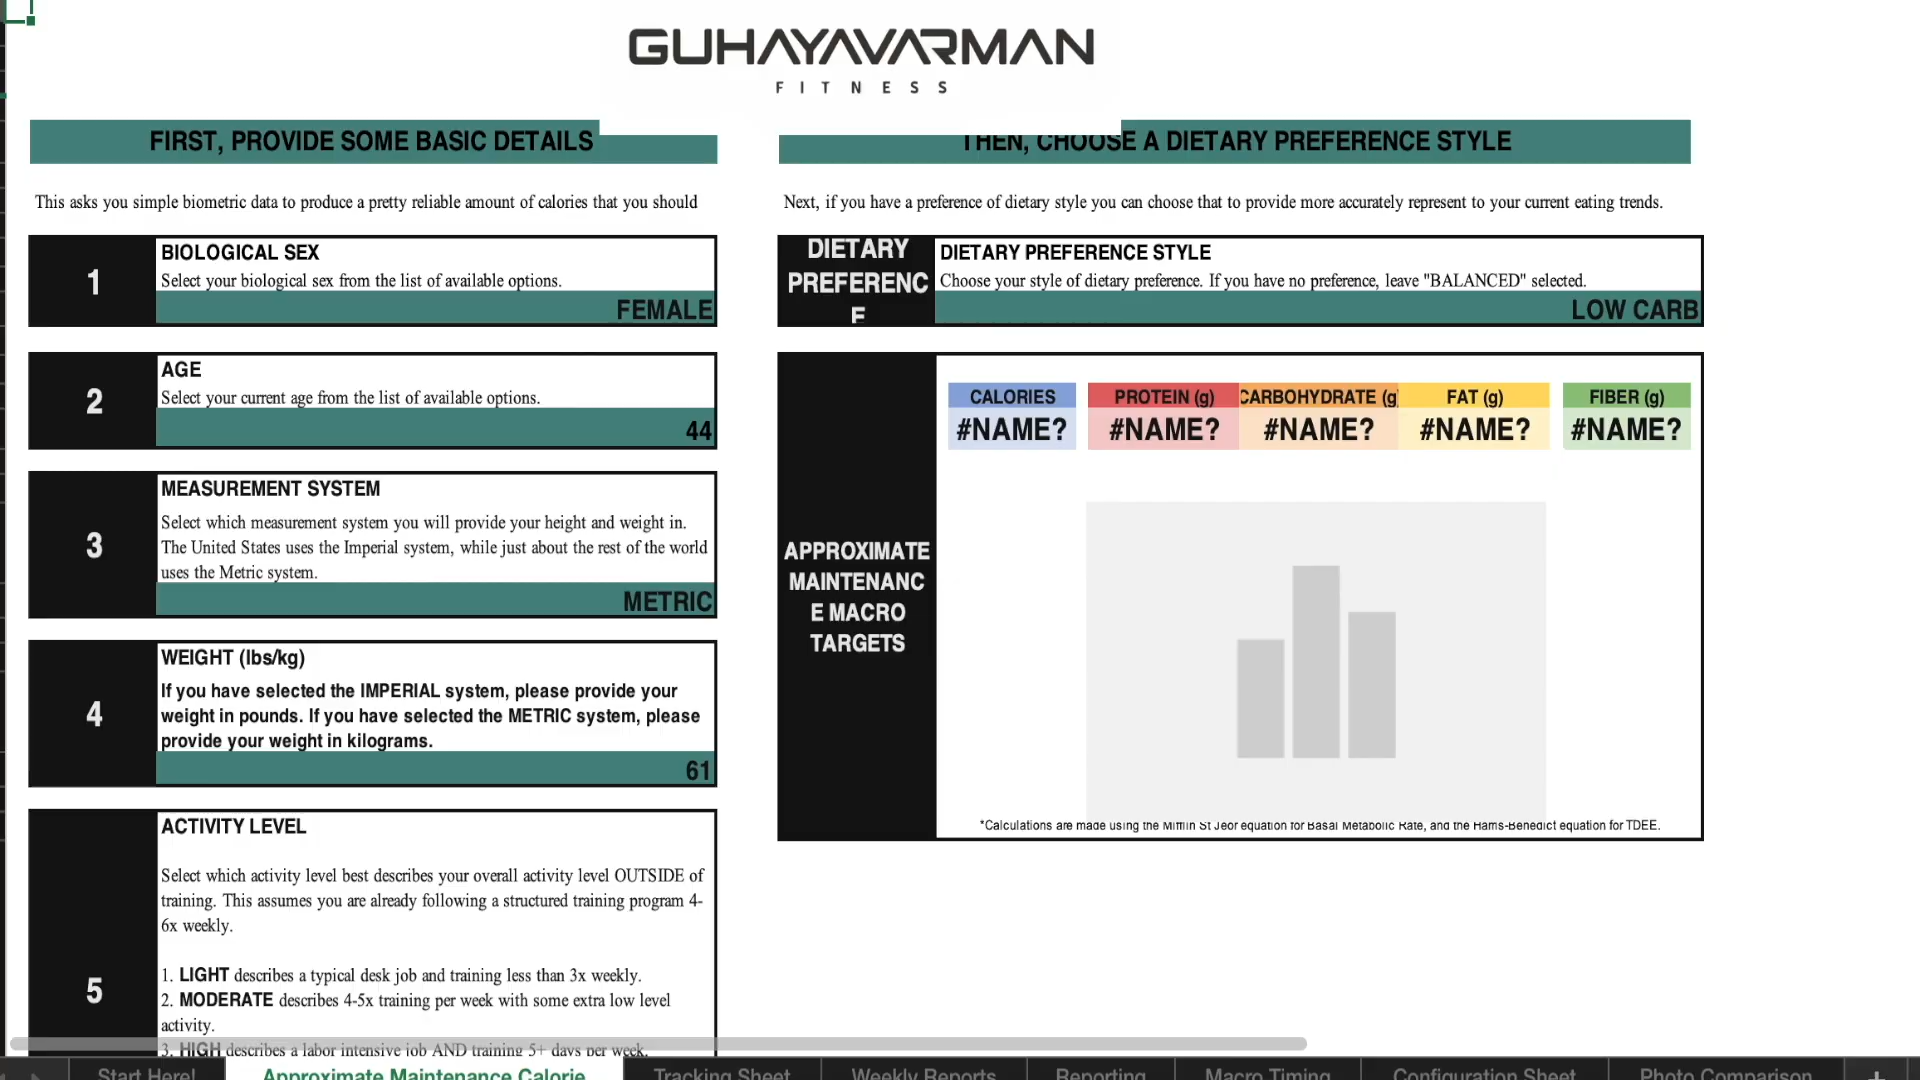 GUHAYAVARMAN
FITNESS
FIRST, PROVIDE SOME BASIC DETAILS
This asks you simple biometric data to produce a pretty reliable amount of calories that you should
1
BIOLOGICAL SEX
Select your biological sex from the list of available options.
FEMALE
2
AGE
Select your current age from the list of available options.
44
3
MEASUREMENT SYSTEM
Select which measurement system you will provide your height and weight in.
The United States uses the Imperial system, while just about the rest of the world
uses the Metric system.
METRIC
4
WEIGHT (lbs/kg)
If you have selected the IMPERIAL system, please provide your
weight in pounds. If you have selected the METRIC system, please
provide your weight in kilograms.
61
5
ACTIVITY LEVEL
Select which activity level best describes your overall activity level OUTSIDE of
training. This assumes you are already following a structured training program 4-
6x weekly.
1. LIGHT describes a typical desk job and training less than 3x weekly.
2. MODERATE describes 4-5x training per week with some extra low level
activity.
3. HIGH describes a labor intensive job AND training 5+ days per week.
THEN, CHOOSE A DIETARY PREFERENCE STYLE
Next, if you have a preference of dietary style you can choose that to provide more accurately represent to your current eating trends.
DIETARY
PREFERENC
E
DIETARY PREFERENCE STYLE
Choose your style of dietary preference. If you have no preference, leave "BALANCED" selected.
LOW CARB
APPROXIMATE
MAINTENANC
E MACRO
TARGETS
CALORIES PROTEIN (g) CARBOHYDRATE (g FAT (g) FIBER (g)
#NAME? #NAME? #NAME? #NAME? #NAME?
*Calculations are made using the Mifflin St Jeor equation for Basal Metabolic Rate, and the Harris-Benedict equation for TDEE.
Start Here! Approximate Maintenance Calorie Tracking Sheet Weekly Reports Reporting Macro Timing Configuration Sheet Photo Comparison +